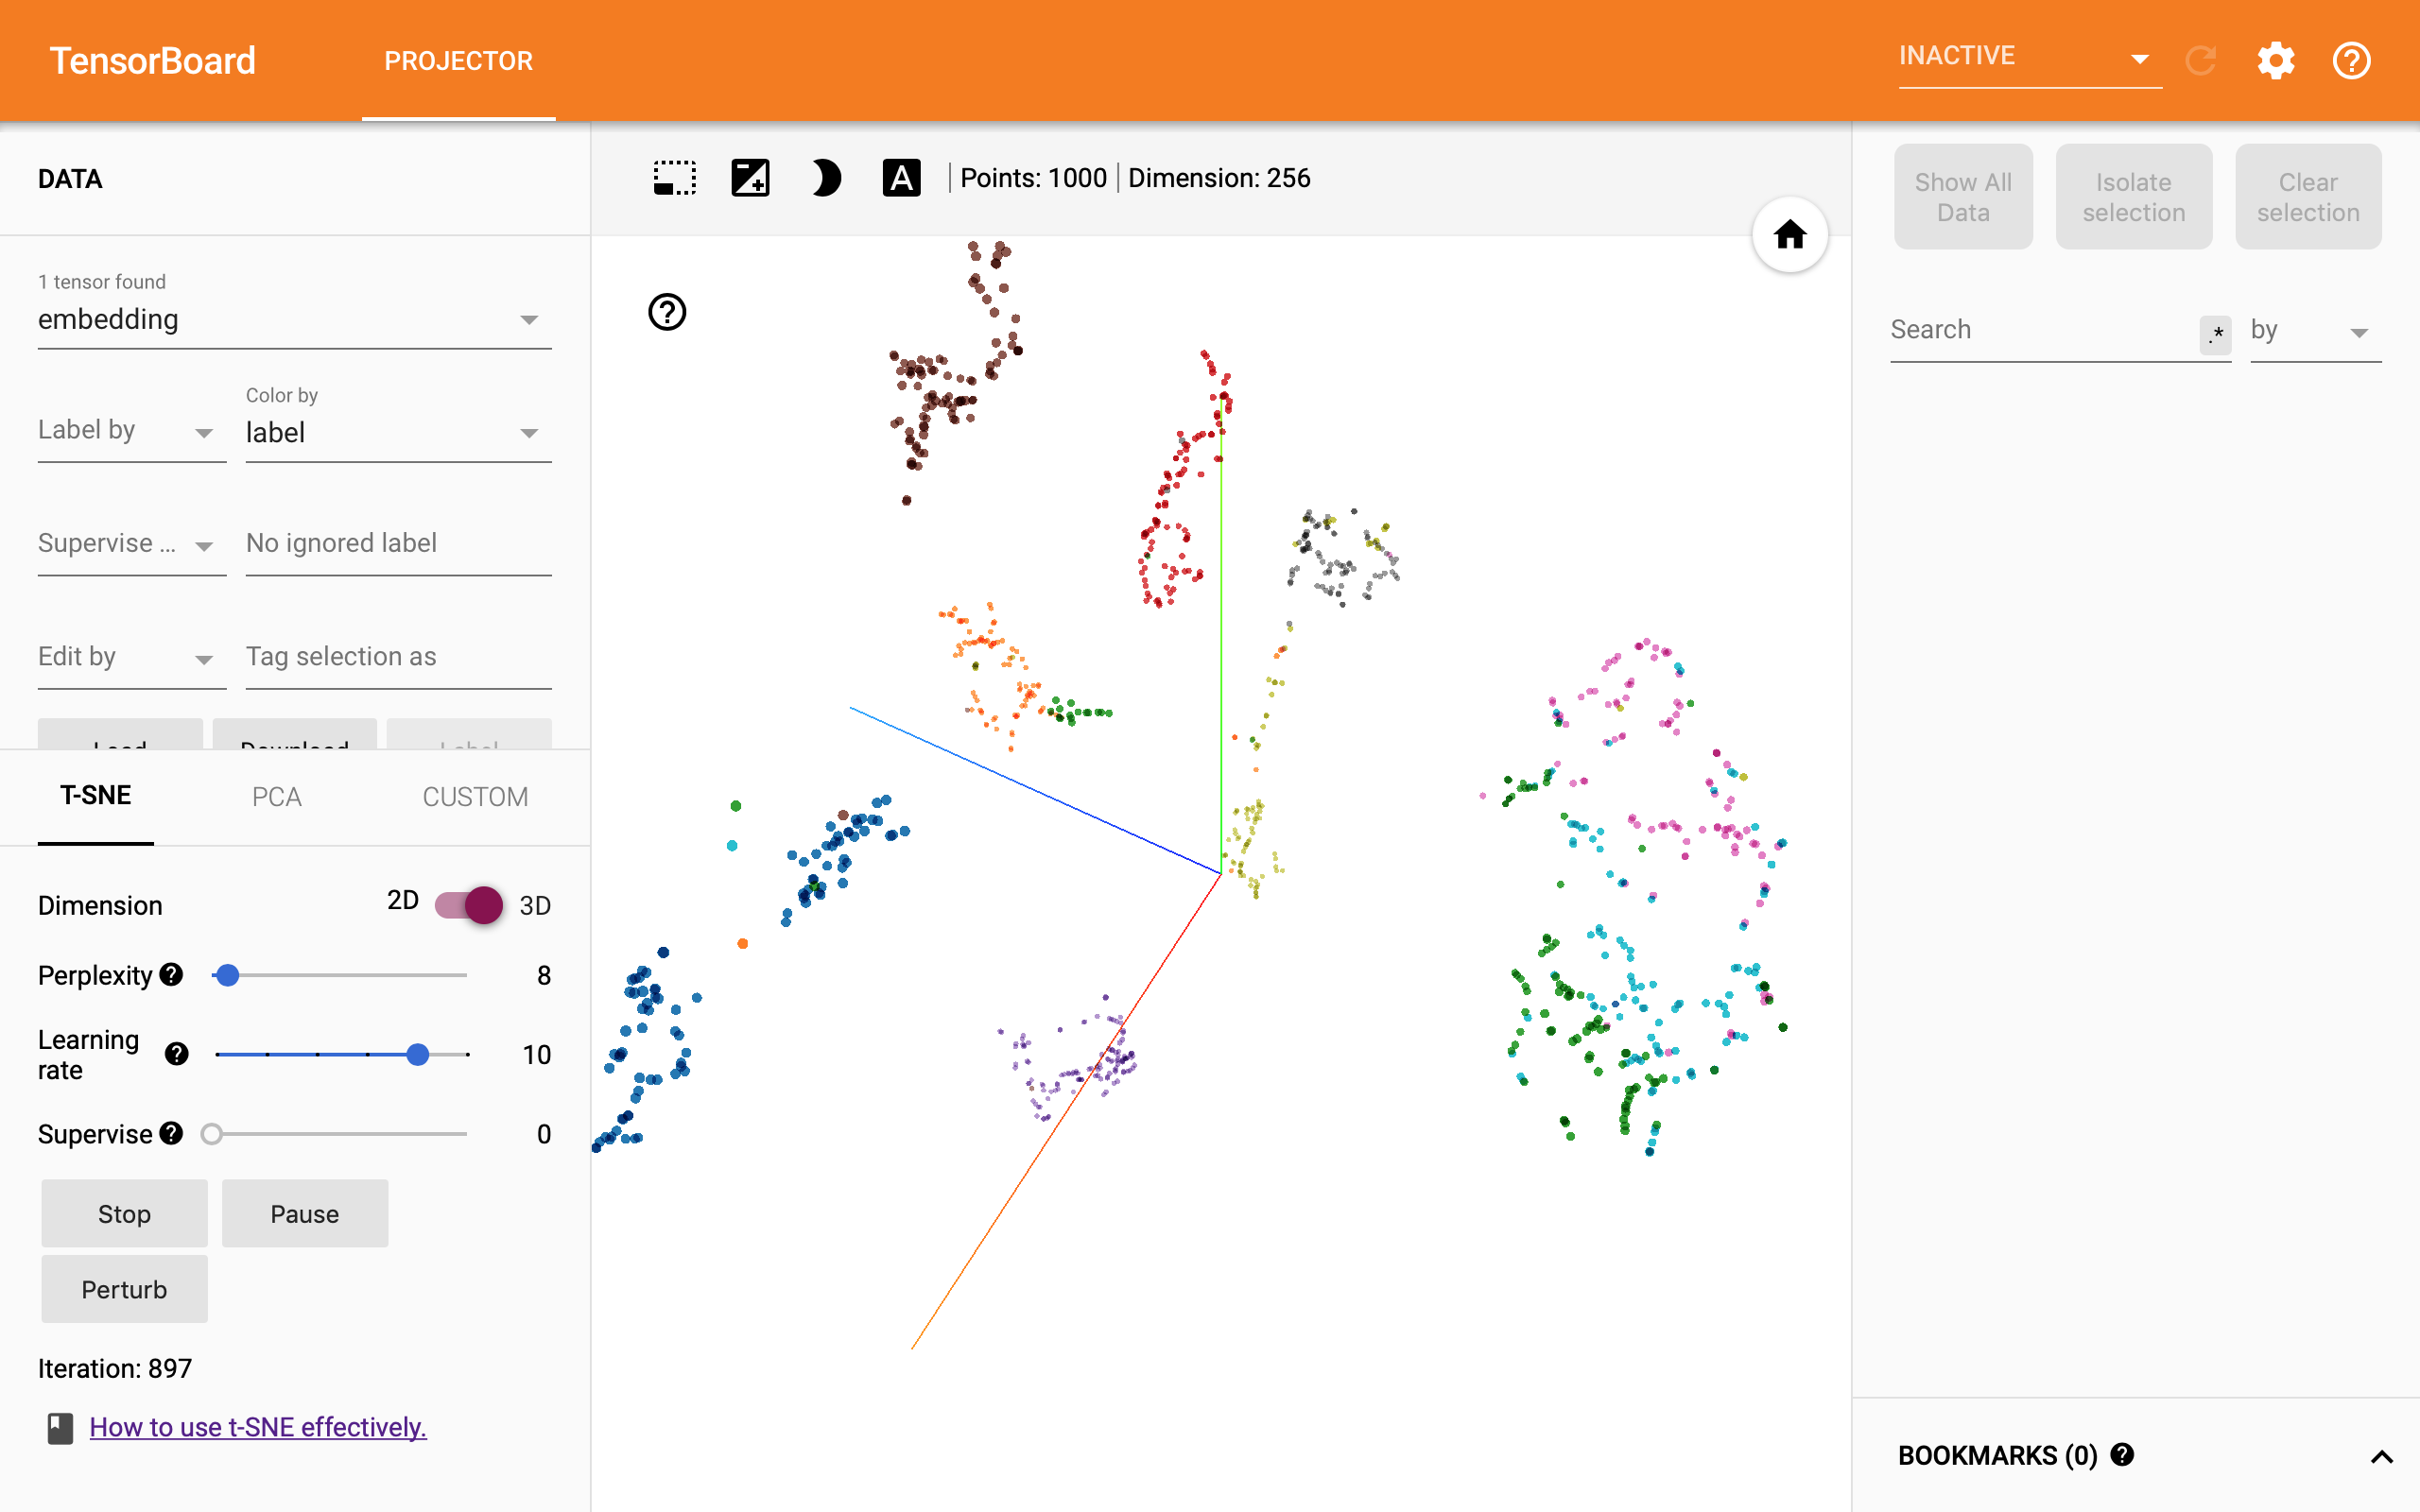 TensorBoard
PROJECTOR
INACTIVE
DATA
Points: 1000
Dimension: 256
Show All
Data
Isolate
selection
Clear
selection
1 tensor found
embedding
Search
.*
by
Label by
Color by
label
Supervise ...
No ignored label
Edit by
Tag selection as
Load
Download
Label
T-SNE
PCA
CUSTOM
Dimension
2D
3D
Perplexity
8
Learning
rate
10
Supervise
0
Stop
Pause
Perturb
Iteration: 897
How to use t-SNE effectively.
BOOKMARKS (0)